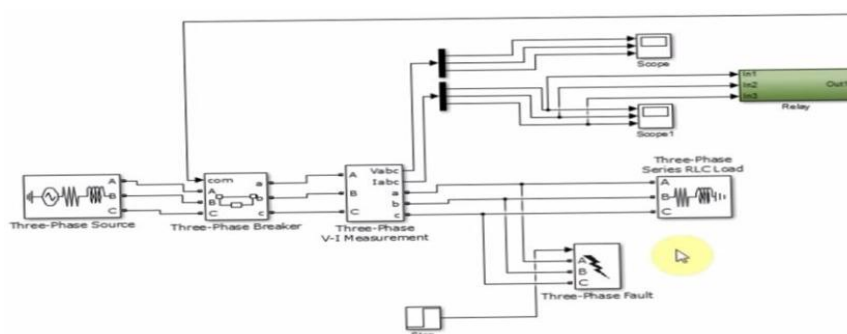 Scope
In1
In2
In3
Out1
Relay
Scope1
Three-Phase
Series RLC Load
A
B
C
com
A
B
C
a
b
c
Vabc
Iabc
A
B
C
a
b
c
A
B
C
Three-Phase Source
Three-Phase Breaker
Three-Phase
V-I Measurement
A
B
C
Three-Phase Fault